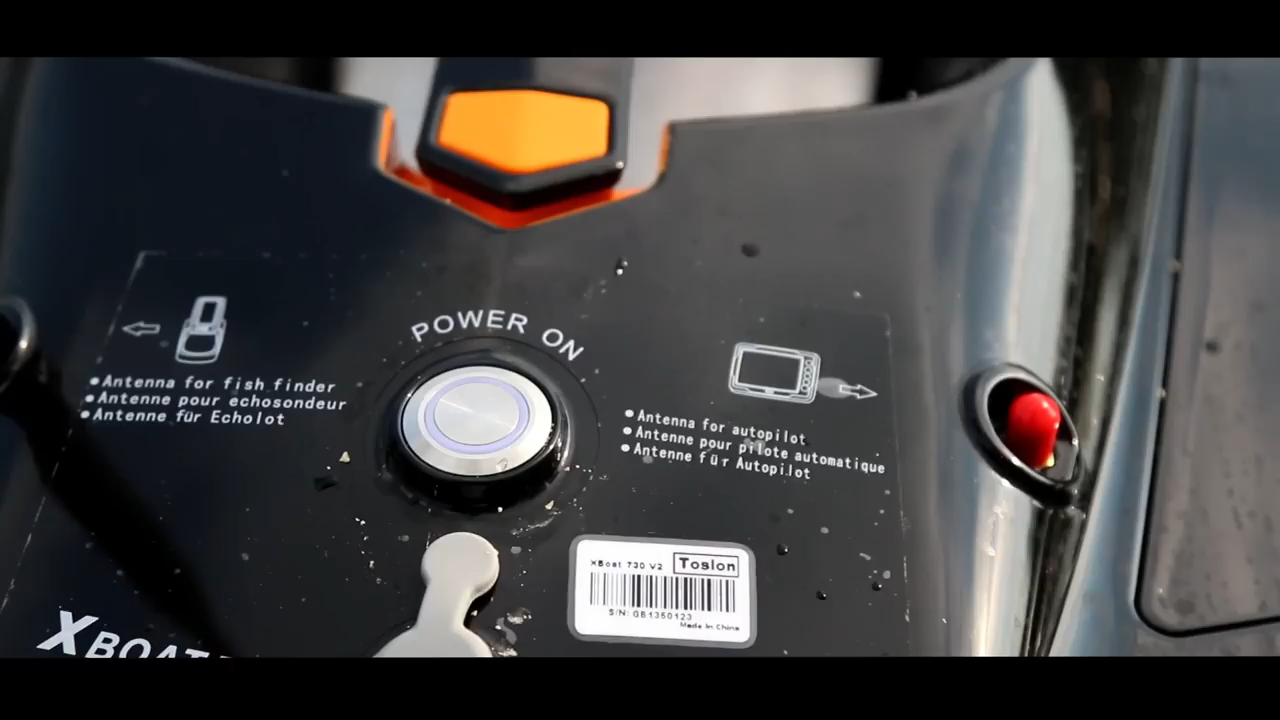 POWER ON
●Antenna for fish finder
●Antenne pour echosondeur
●Antenne für Echolot
●Antenna for autopilot
●Antenne pour pilote automatique
●Antenne für Autopilot
XBoat 730 V2 Toslon
S/N: GB1350123
Made in China
XBOAT